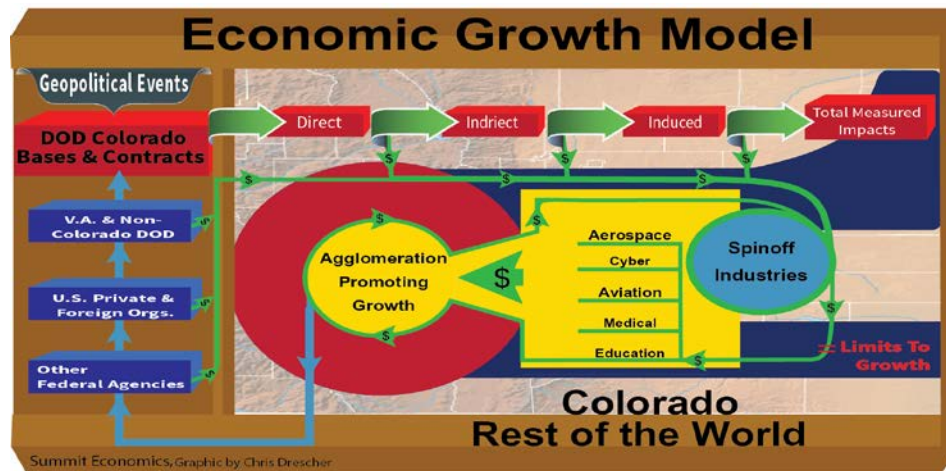 Economic Growth Model
Geopolitical Events
DOD Colorado
Bases & Contracts
Direct
Indriect
Induced
Total Measured
Impacts
$
$
$
$
$
$
$
V.A. & Non-
Colorado DOD
$
U.S. Private &
Foreign Orgs.
$
Other
Federal Agencies
$
$
Agglomeration
Promoting
Growth
$
$
$
Aerospace
Cyber
Aviation
Medical
Education
Spinoff
Industries
$
$
Limits To
Growth
Colorado
Rest of the World
Summit Economics, Graphic by Chris Drescher